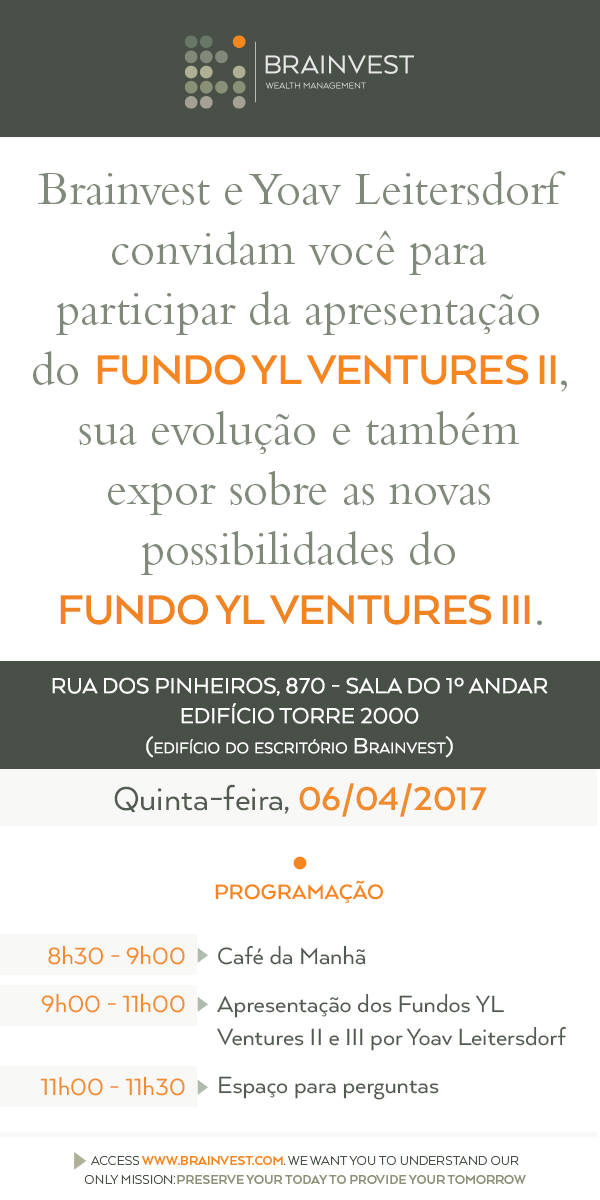 BRAINVEST
WEALTH MANAGEMENT
Brainvest e Yoav Leitersdorf
convidam você para
participar da apresentação
do FUNDO YL VENTURES II,
sua evolução e também
expor sobre as novas
possibilidades do
FUNDO YL VENTURES III.
RUA DOS PINHEIROS, 870 - SALA DO 1º ANDAR
EDIFÍCIO TORRE 2000
(EDIFÍCIO DO ESCRITÓRIO BRAINVEST)
Quinta-feira, 06/04/2017
PROGRAMAÇÃO
8h30 - 9h00 Café da Manhã
9h00 - 11h00 Apresentação dos Fundos YL
Ventures II e III por Yoav Leitersdorf
11h00 - 11h30 Espaço para perguntas
ACCESS WWW.BRAINVEST.COM. WE WANT YOU TO UNDERSTAND OUR
ONLY MISSION:PRESERVE YOUR TODAY TO PROVIDE YOUR TOMORROW